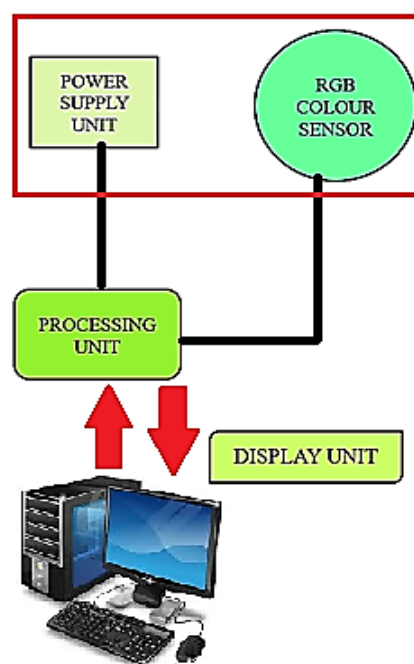 POWER
SUPPLY
UNIT
RGB
COLOUR
SENSOR
PROCESSING
UNIT
DISPLAY UNIT